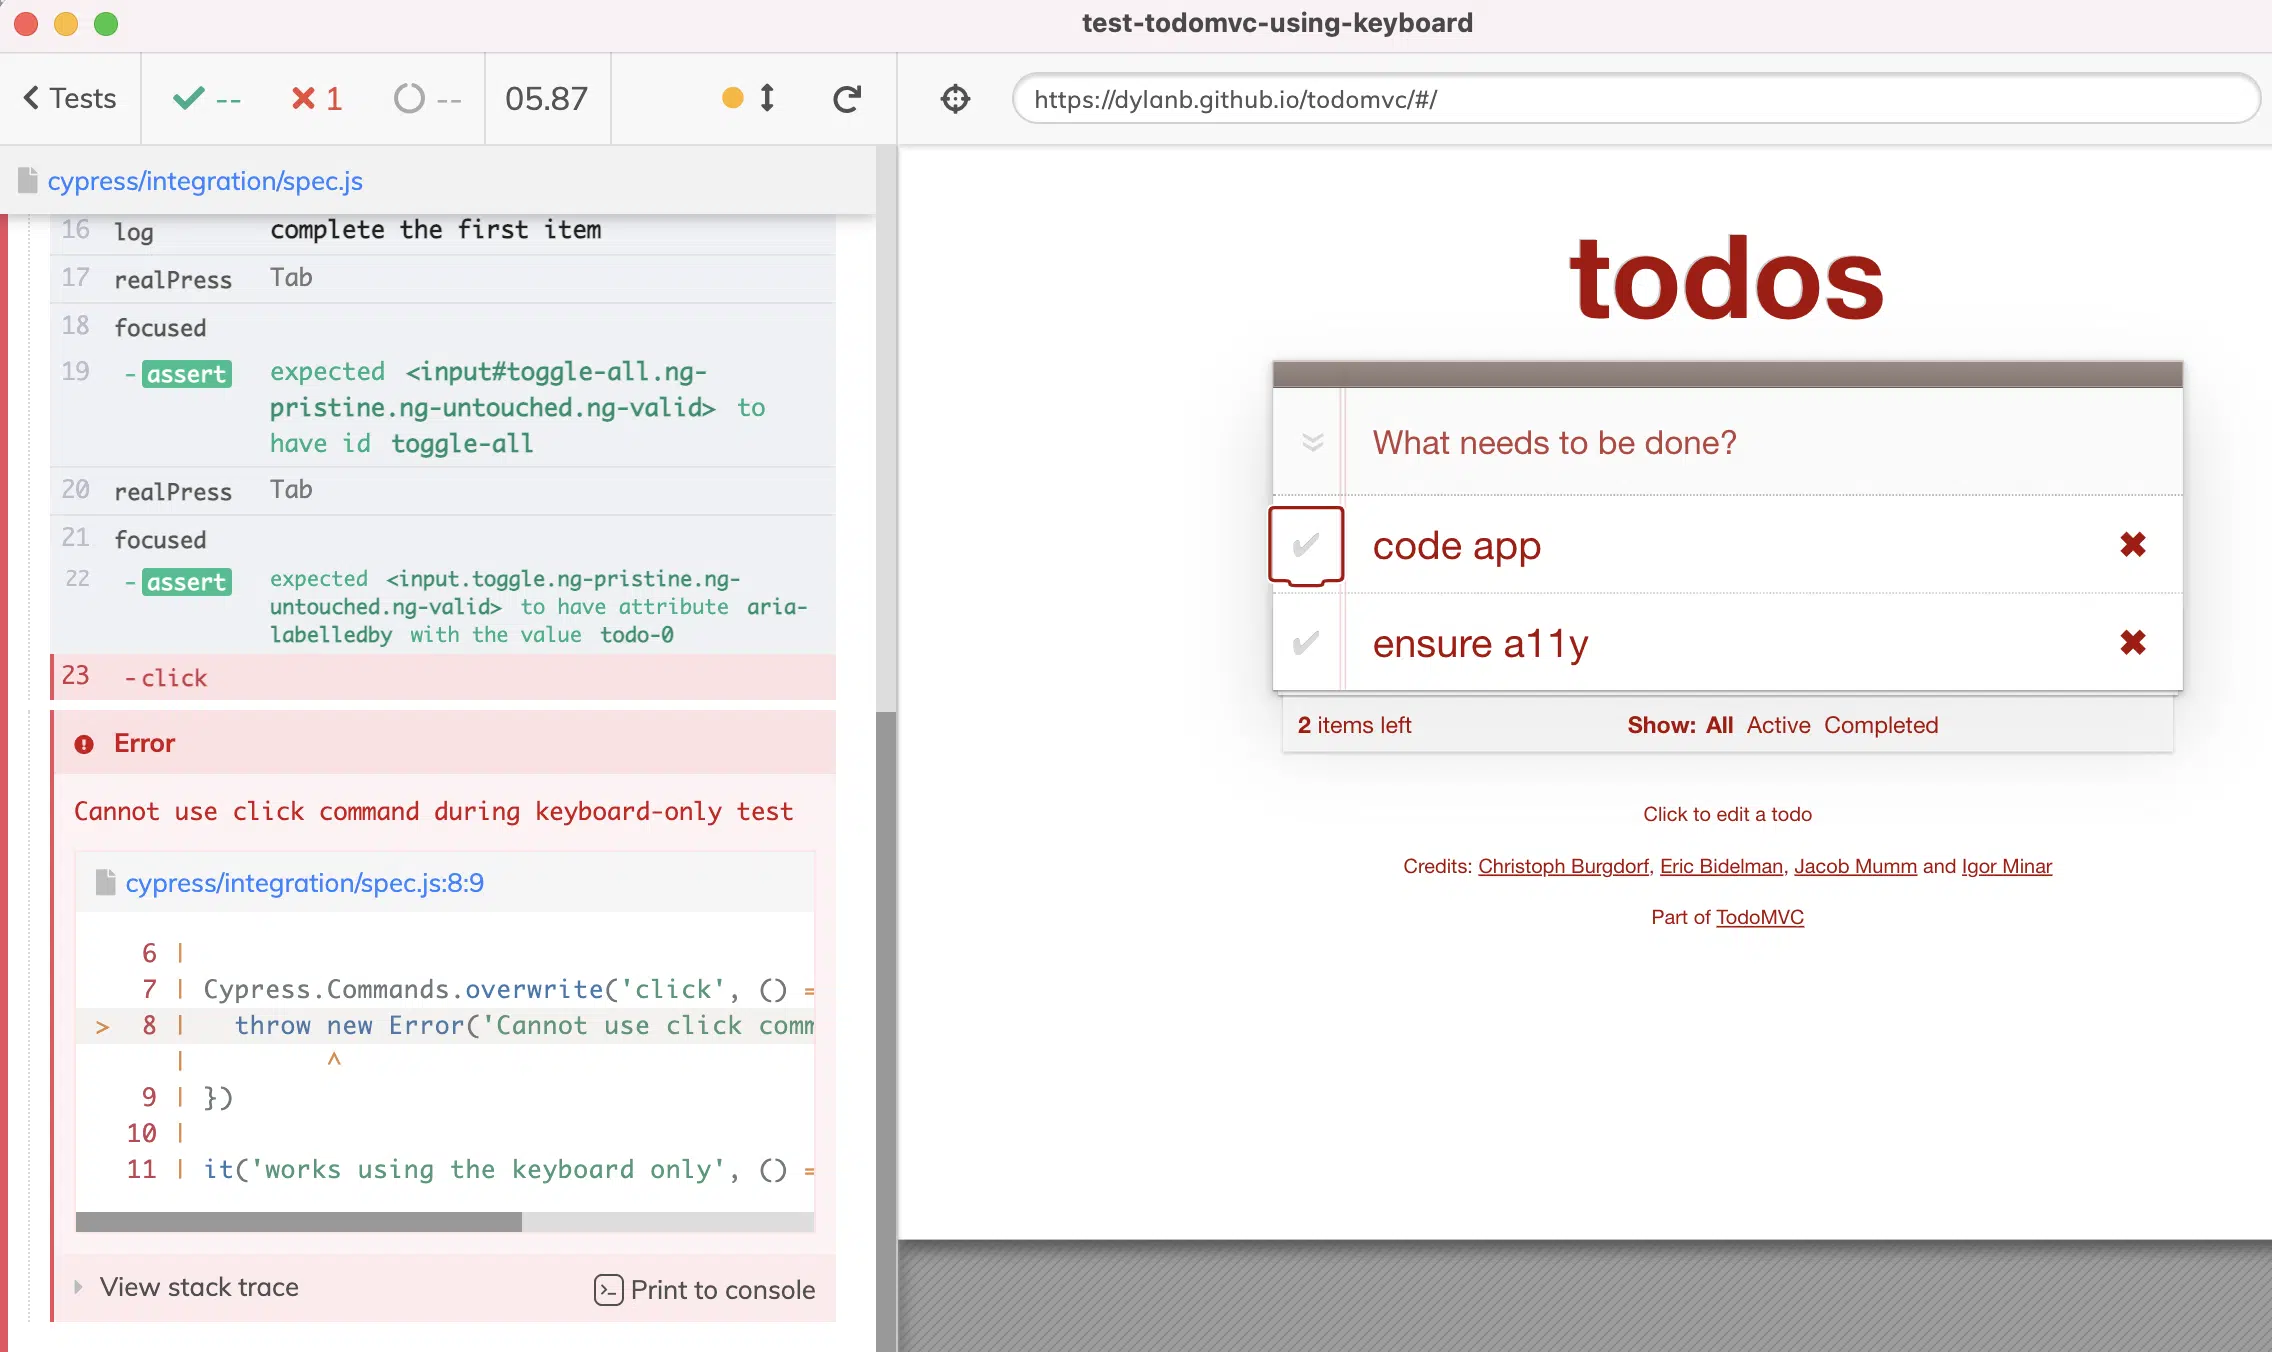 test-todomvc-using-keyboard
Tests
--
1
--
05.87
https://dylanb.github.io/todomvc/#/
cypress/integration/spec.js
16 log complete the first item
17 realPress Tab
18 focused
19 -assert expected <input#toggle-all.ng-
pristine.ng-untouched.ng-valid> to
have id toggle-all
20 realPress Tab
21 focused
22 -assert expected <input.toggle.ng-pristine.ng-
untouched.ng-valid> to have attribute aria-
labelledby with the value todo-0
23 -click
Error
Cannot use click command during keyboard-only test
cypress/integration/spec.js:8:9
6 |
7 | Cypress.Commands.overwrite('click', () =
> 8 | throw new Error('Cannot use click comm
| ^
9 | })
10 |
11 | it('works using the keyboard only', () =
View stack trace
Print to console
todos
What needs to be done?
code app
ensure a11y
2 items left
Show: All Active Completed
Click to edit a todo
Credits: Christoph Burgdorf, Eric Bidelman, Jacob Mumm and Igor Minar
Part of TodoMVC